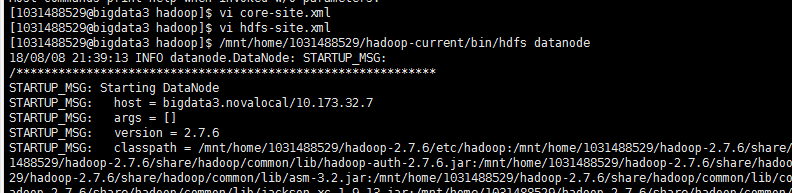 [1031488529@bigdata3 hadoop]$ vi core-site.xml
[1031488529@bigdata3 hadoop]$ vi hdfs-site.xml
[1031488529@bigdata3 hadoop]$ /mnt/home/1031488529/hadoop-current/bin/hdfs datanode
18/08/08 21:39:13 INFO datanode.DataNode: STARTUP_MSG:
/************************************************************
STARTUP_MSG: Starting DataNode
STARTUP_MSG:   host = bigdata3.novalocal/10.173.32.7
STARTUP_MSG:   args = []
STARTUP_MSG:   version = 2.7.6
STARTUP_MSG:   classpath = /mnt/home/1031488529/hadoop-2.7.6/etc/hadoop:/mnt/home/1031488529/hadoop-2.7.6/share/
1488529/hadoop-2.7.6/share/hadoop/common/lib/hadoop-auth-2.7.6.jar:/mnt/home/1031488529/hadoop-2.7.6/share/hadoo
29/hadoop-2.7.6/share/hadoop/common/lib/asm-3.2.jar:/mnt/home/1031488529/hadoop-2.7.6/share/hadoop/common/lib/co